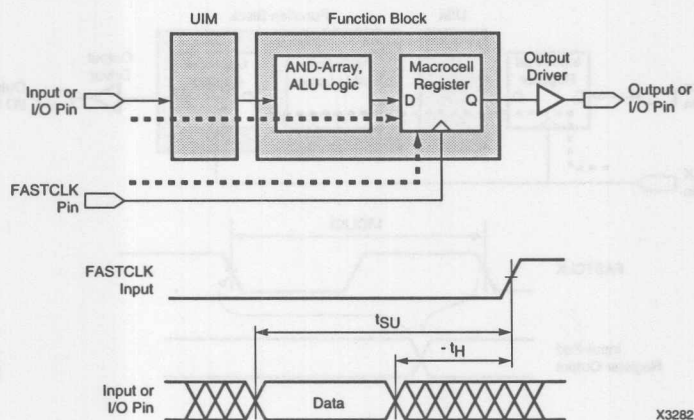 UIM
Function Block
AND-Array,
ALU Logic
Macrocell
Register
D
Q
Output
Driver
Input or
I/O Pin
Output or
I/O Pin
FASTCLK
Pin
FASTCLK
Input
tSU
- tH
Input or
I/O Pin
Data
X3282